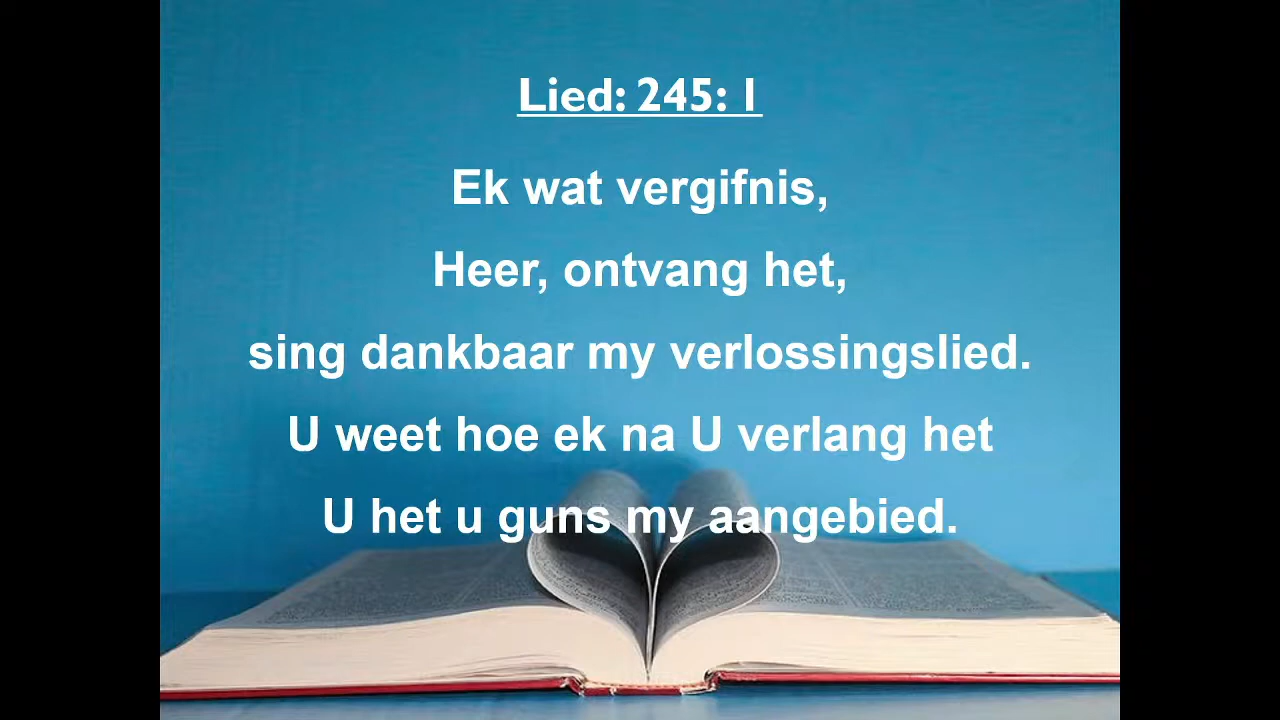 Lied: 245: 1
Ek wat vergifnis,
Heer, ontvang het,
sing dankbaar my verlossingslied.
U weet hoe ek na U verlang het
U het u guns my aangebied.